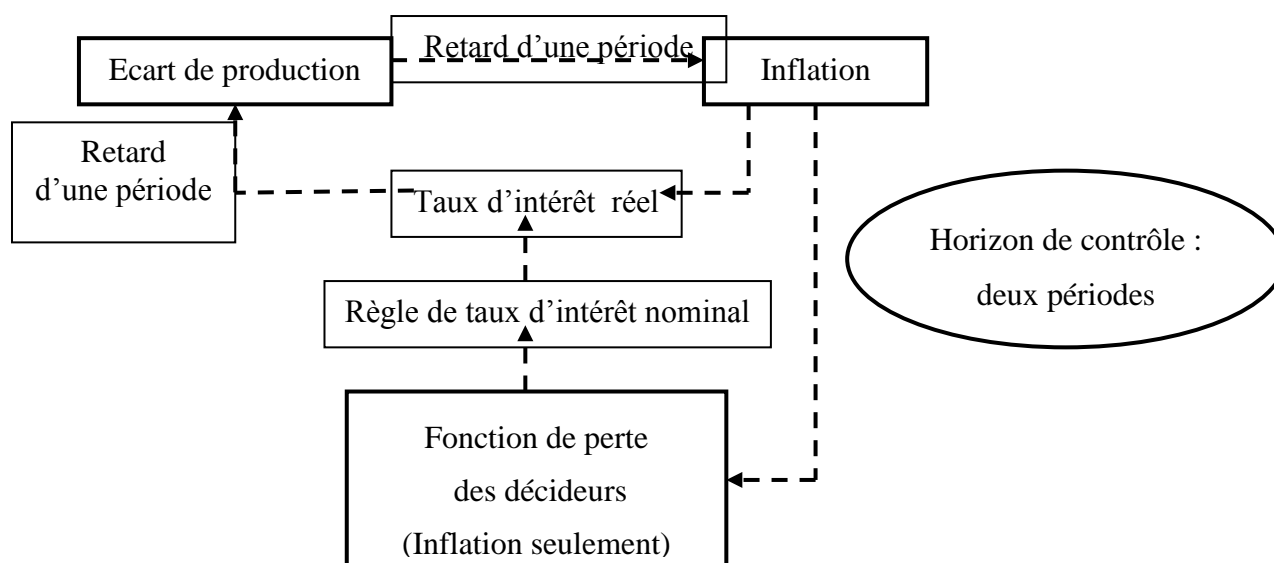 Retard d’une période
Ecart de production
Inflation
Retard
d’une période
Taux d’intérêt  réel
Horizon de contrôle :
deux périodes
Règle de taux d’intérêt nominal
Fonction de perte
des décideurs
(Inflation seulement)